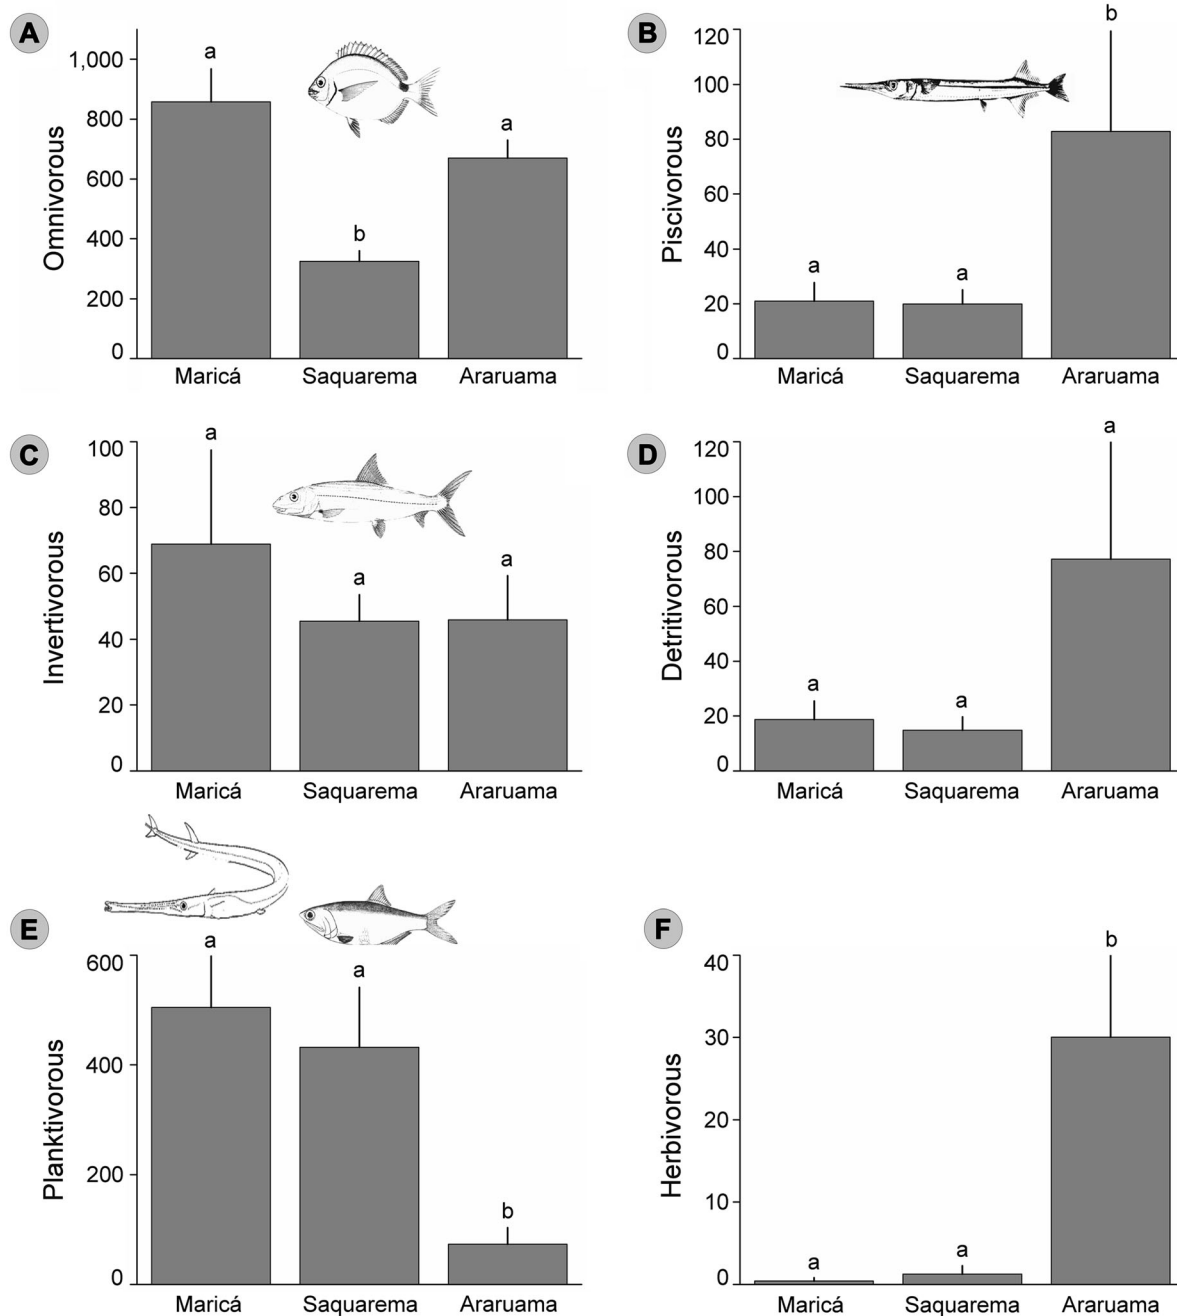 A
Omnivorous
1,000
800
600
400
200
0
a
b
a
Maricá
Saquarema
Araruama
B
Piscivorous
120
100
80
60
40
20
0
a
a
b
Maricá
Saquarema
Araruama
C
Invertivorous
100
80
60
40
20
0
a
a
a
Maricá
Saquarema
Araruama
D
Detritivorous
120
100
80
60
40
20
0
a
a
a
Maricá
Saquarema
Araruama
E
Planktivorous
600
400
200
0
a
a
b
Maricá
Saquarema
Araruama
F
Herbivorous
40
30
20
10
0
a
a
b
Maricá
Saquarema
Araruama